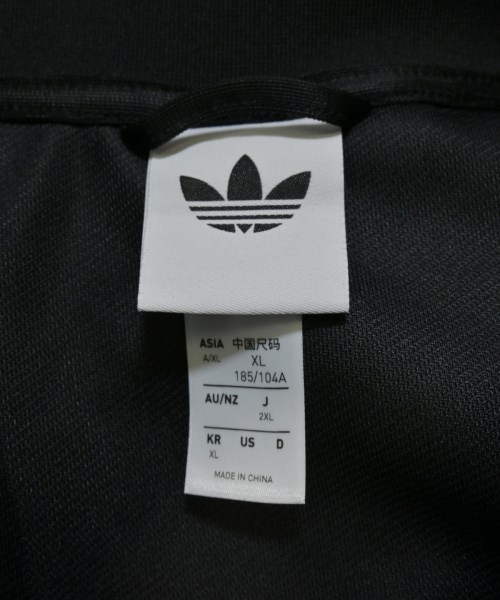 ASIA 中国尺码
A/XL XL
185/104A
AU/NZ J
2XL
KR US D
XL
MADE IN CHINA